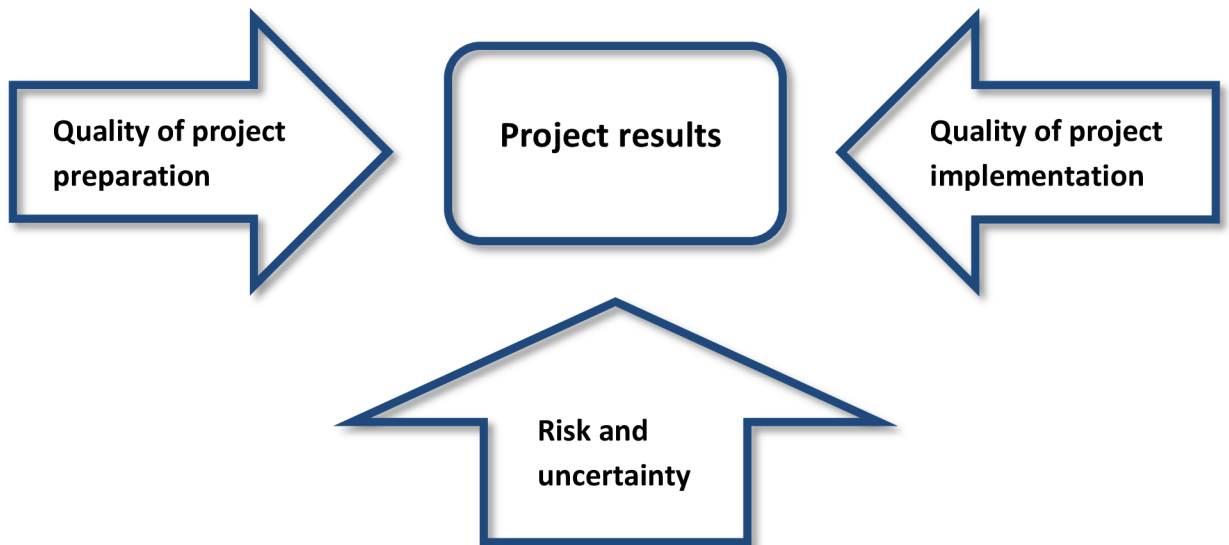 Quality of project
preparation
Project results
Quality of project
implementation
Risk and
uncertainty